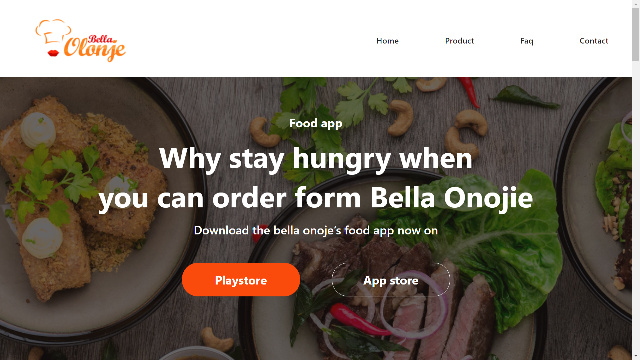 Bella
Olonje
Home Product Faq Contact
Food app
Why stay hungry when
you can order form Bella Onojie
Download the bella onoje's food app now on
Playstore App store